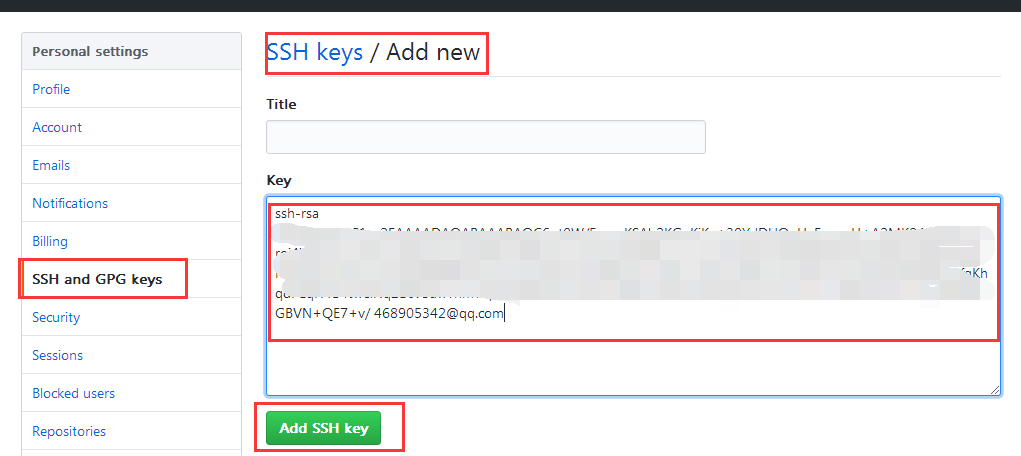 Personal settings
Profile
Account
Emails
Notifications
Billing
SSH and GPG keys
Security
Sessions
Blocked users
Repositories
SSH keys / Add new
Title
Key
ssh-rsa
GBVN+QE7+v/ 468905342@qq.com
Add SSH key